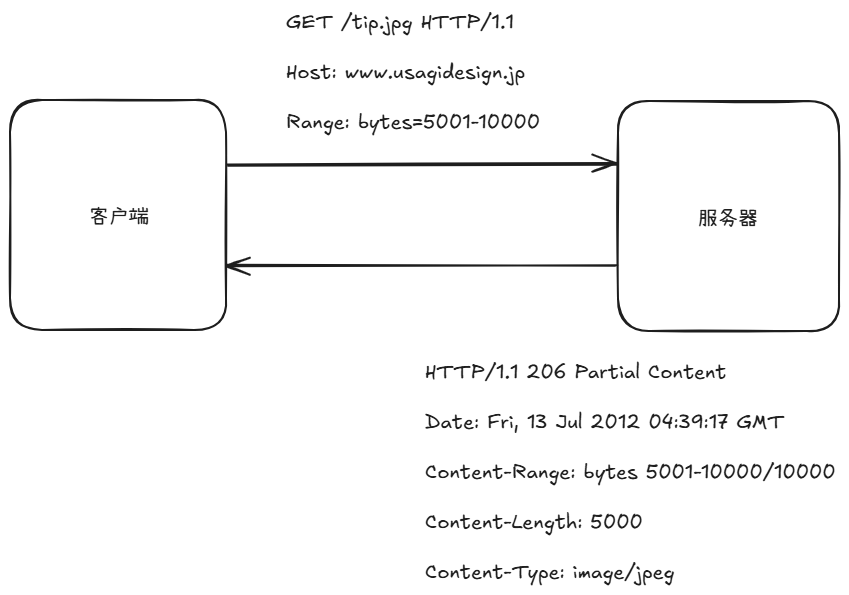 GET /tip.jpg HTTP/1.1
Host: www.usagidesign.jp
Range: bytes=5001-10000
客户端
服务器
HTTP/1.1 206 Partial Content
Date: Fri, 13 Jul 2012 04:39:17 GMT
Content-Range: bytes 5001-10000/10000
Content-Length: 5000
Content-Type: image/jpeg